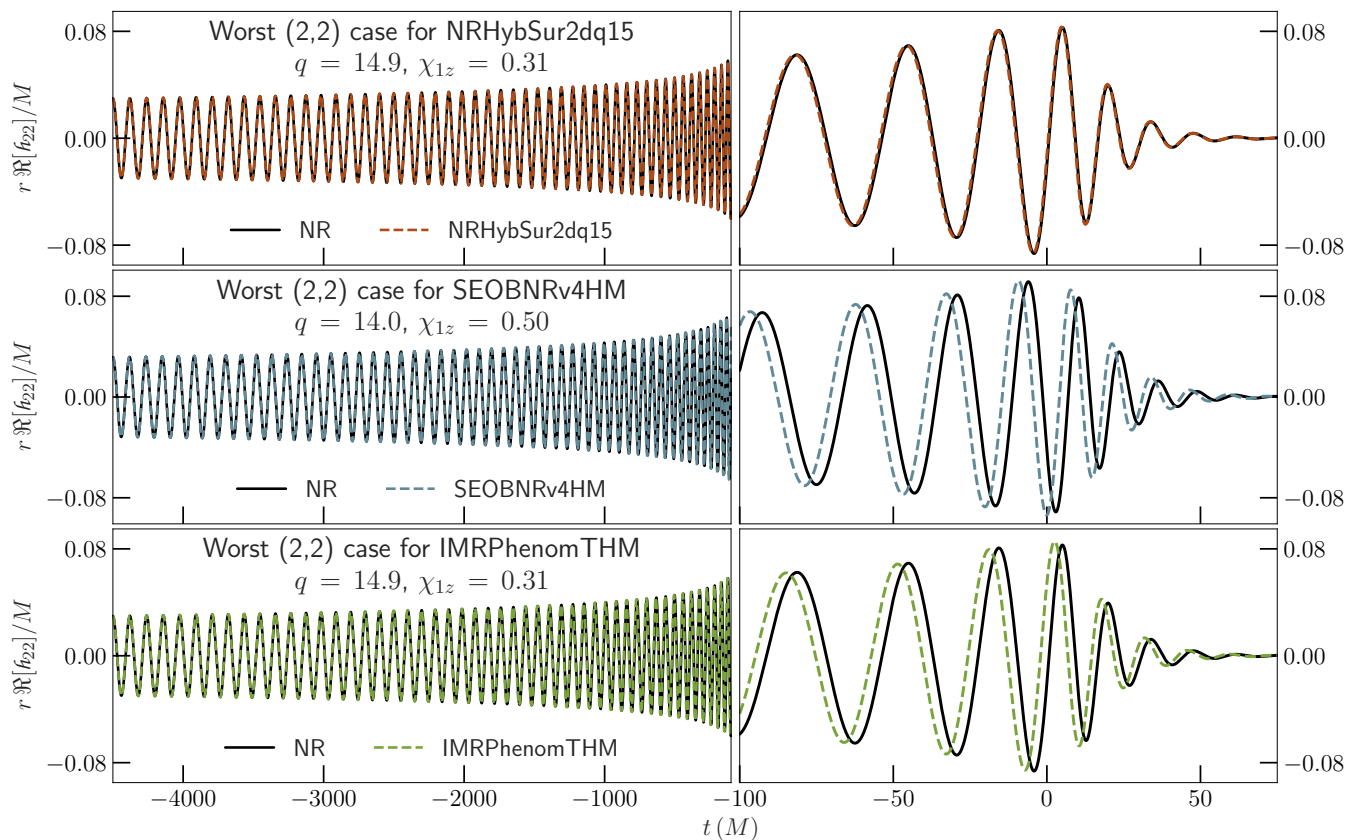 0.08
0.00
−0.08
r ℜ[𝒽₂₂]/M
Worst (2,2) case for NRHybSur2dq15
q = 14.9, χ₁z = 0.31
NR NRHybSur2dq15
0.08
0.00
−0.08
0.08
0.00
−0.08
r ℜ[𝒽₂₂]/M
Worst (2,2) case for SEOBNRv4HM
q = 14.0, χ₁z = 0.50
NR SEOBNRv4HM
0.08
0.00
−0.08
0.08
0.00
−0.08
r ℜ[𝒽₂₂]/M
Worst (2,2) case for IMRPhenomTHM
q = 14.9, χ₁z = 0.31
NR IMRPhenomTHM
0.08
0.00
−0.08
−4000 −3000 −2000 −1000 −100 −50 0 50
t (M)